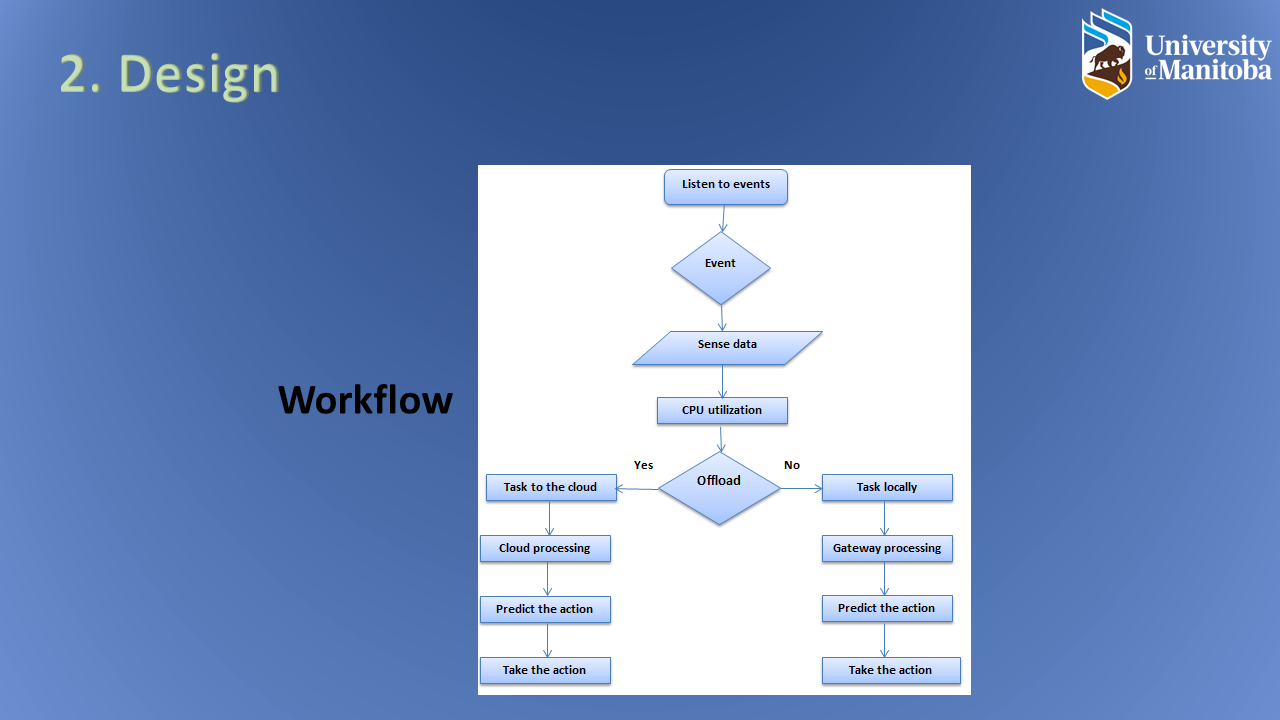 2. Design
University
of Manitoba
Workflow
Listen to events
Event
Sense data
CPU utilization
Offload
Yes
No
Task to the cloud
Task locally
Cloud processing
Gateway processing
Predict the action
Predict the action
Take the action
Take the action